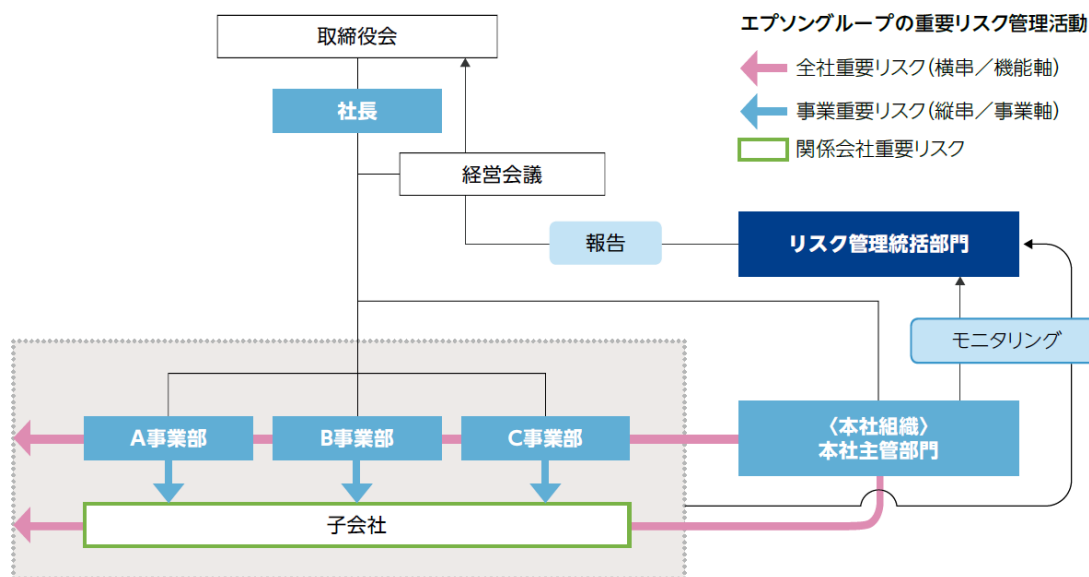 エプソングループの重要リスク管理活動
全社重要リスク(横串／機能軸)
事業重要リスク(縦串／事業軸)
関係会社重要リスク
取締役会
社長
経営会議
報告
リスク管理統括部門
モニタリング
A事業部
B事業部
C事業部
〈本社組織〉
本社主管部門
子会社